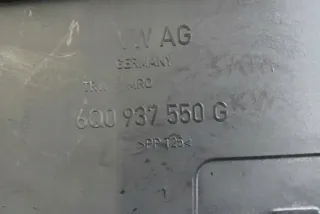 VW AG
GERMANY
6Q0 937 550 G
>PP-T25<